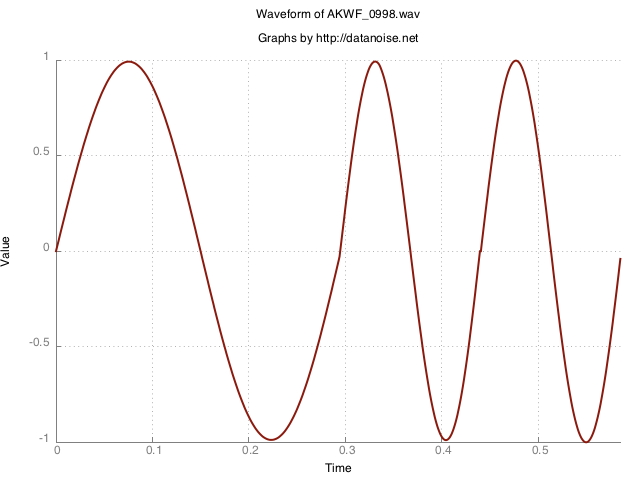 Waveform of AKWF_0998.wav
Graphs by http://datanoise.net
1
0.5
0
-0.5
-1
Value
0 0.1 0.2 0.3 0.4 0.5
Time